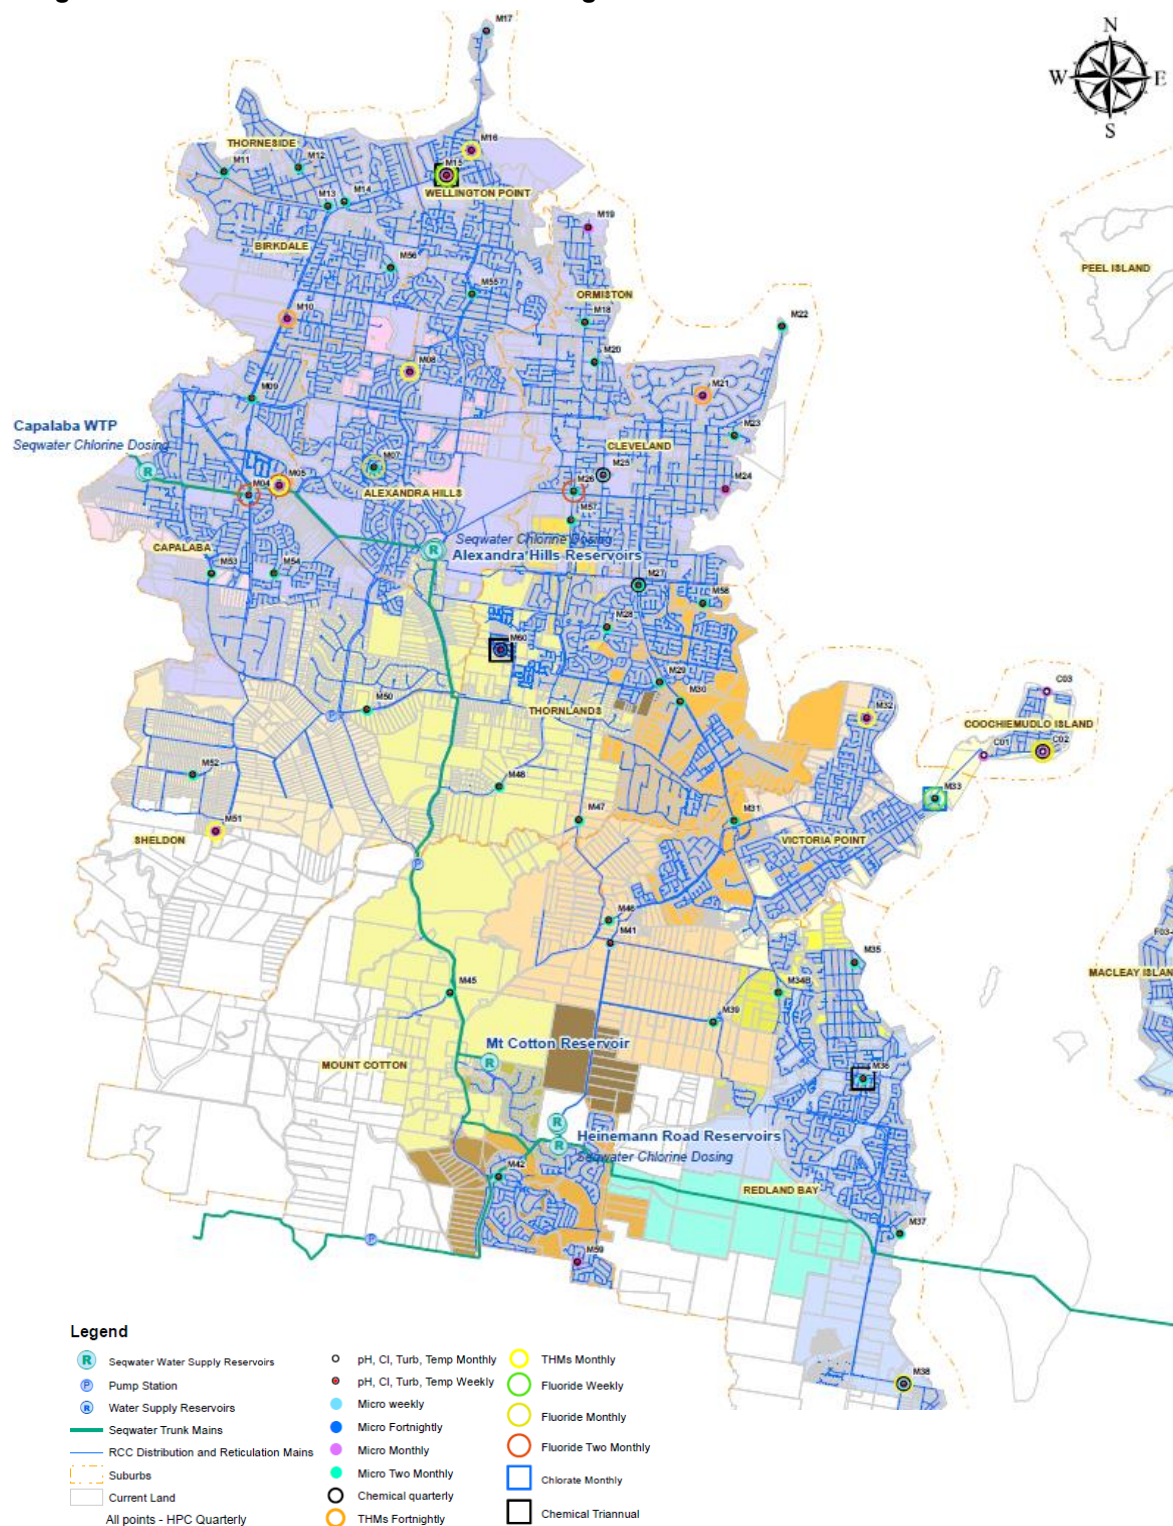 M17
N
W E
S
THORNESIDE
M16
M11
M12
M15
WELLINGTON POINT
M13
M14
M19
BIRKDALE
M56
PEEL ISLAND
M55
ORMISTON
M10
M18
M22
M20
M08
M21
M09
Capalaba WTP
Seqwater Chlorine Dosing
M23
CLEVELAND
M07
M25
M05
M04
M26
M24
ALEXANDRA HILLS
M57
Seqwater Chlorine Dosing
CAPALABA
Alexandra Hills Reservoirs
M53
M54
M27
M58
M28
M60
M29
C03
M30
M50
THORNLANDS
M32
COOCHIEMUDLO ISLAND
C01
C02
M52
M48
M33
M47
M31
M51
SHELDON
VICTORIA POINT
M46
M41
F03
M35
MACLEAY ISLAN
M45
M34B
M39
Mt Cotton Reservoir
MOUNT COTTON
M36
Heinemann Road Reservoirs
Seqwater Chlorine Dosing
M42
REDLAND BAY
M37
M59
M38
Legend
R Seqwater Water Supply Reservoirs
P Pump Station
R Water Supply Reservoirs
Seqwater Trunk Mains
RCC Distribution and Reticulation Mains
Suburbs
Current Land
All points - HPC Quarterly
pH, Cl, Turb, Temp Monthly
pH, Cl, Turb, Temp Weekly
Micro weekly
Micro Fortnightly
Micro Monthly
Micro Two Monthly
Chemical quarterly
THMs Fortnightly
THMs Monthly
Fluoride Weekly
Fluoride Monthly
Fluoride Two Monthly
Chlorate Monthly
Chemical Triannual